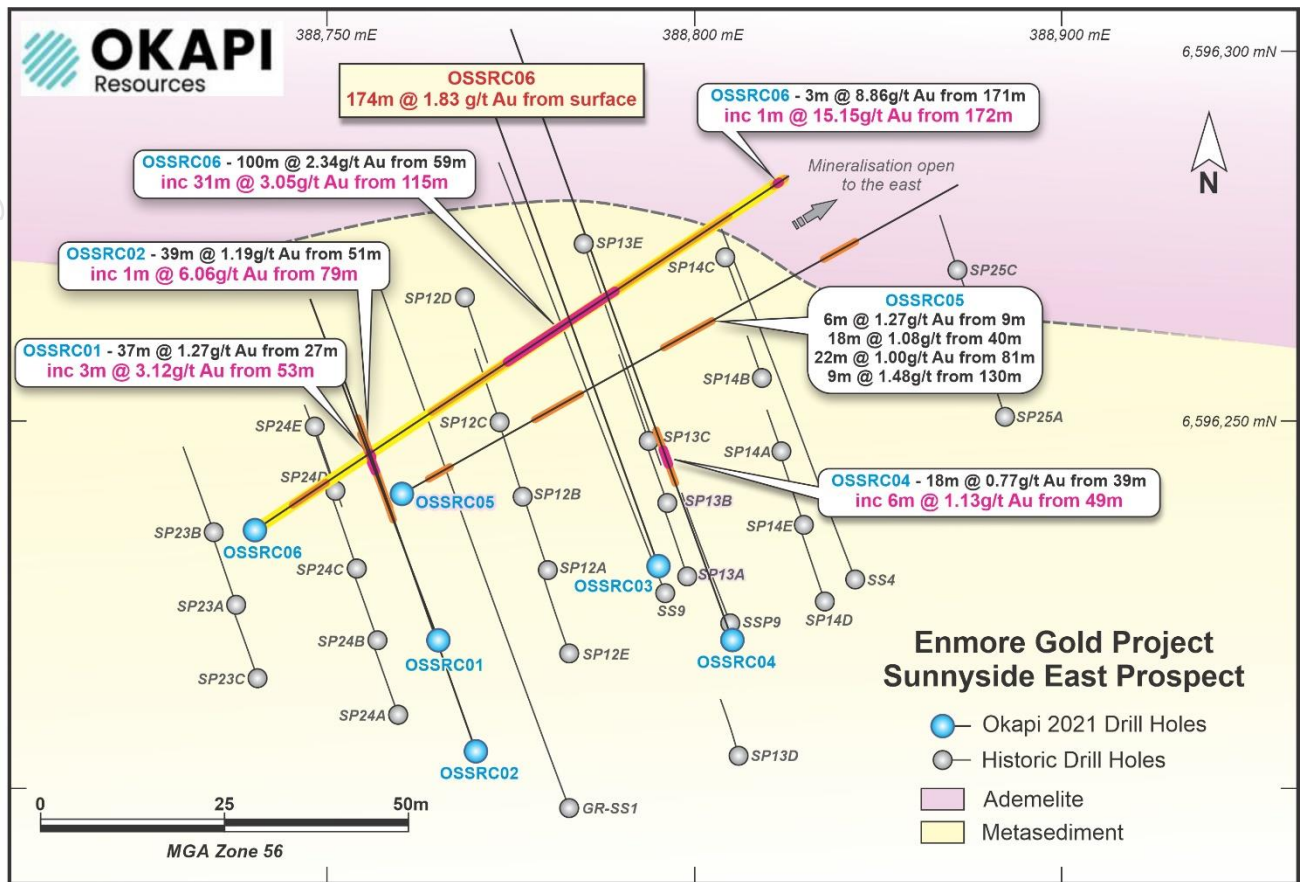 OKAPI
Resources
388,750 mE
388,800 mE
388,900 mE
6,596,300 mN
OSSRC06
174m @ 1.83 g/t Au from surface
OSSRC06 - 3m @ 8.86g/t Au from 171m
inc 1m @ 15.15g/t Au from 172m
OSSRC06 - 100m @ 2.34g/t Au from 59m
inc 31m @ 3.05g/t Au from 115m
Mineralisation open
to the east
N
OSSRC02 - 39m @ 1.19g/t Au from 51m
inc 1m @ 6.06g/t Au from 79m
SP13E
SP14C
SP25C
SP12D
OSSRC05
6m @ 1.27g/t Au from 9m
18m @ 1.08g/t from 40m
22m @ 1.00g/t Au from 81m
9m @ 1.48g/t from 130m
OSSRC01 - 37m @ 1.27g/t Au from 27m
inc 3m @ 3.12g/t Au from 53m
SP14B
SP25A
6,596,250 mN
SP24E
SP12C
SP13C
SP14A
SP24D
OSSRC05
SP12B
SP13B
OSSRC04 - 18m @ 0.77g/t Au from 39m
inc 6m @ 1.13g/t Au from 49m
SP23B
OSSRC06
SP14E
SP24C
SP12A
OSSRC03
SP13A
SS4
SP23A
SS9
SP14D
SSP9
SP24B
OSSRC01
SP12E
OSSRC04
SP23C
SP24A
OSSRC02
SP13D
GR-SS1
Enmore Gold Project
Sunnyside East Prospect
Okapi 2021 Drill Holes
Historic Drill Holes
Ademelite
Metasediment
0
25
50m
MGA Zone 56